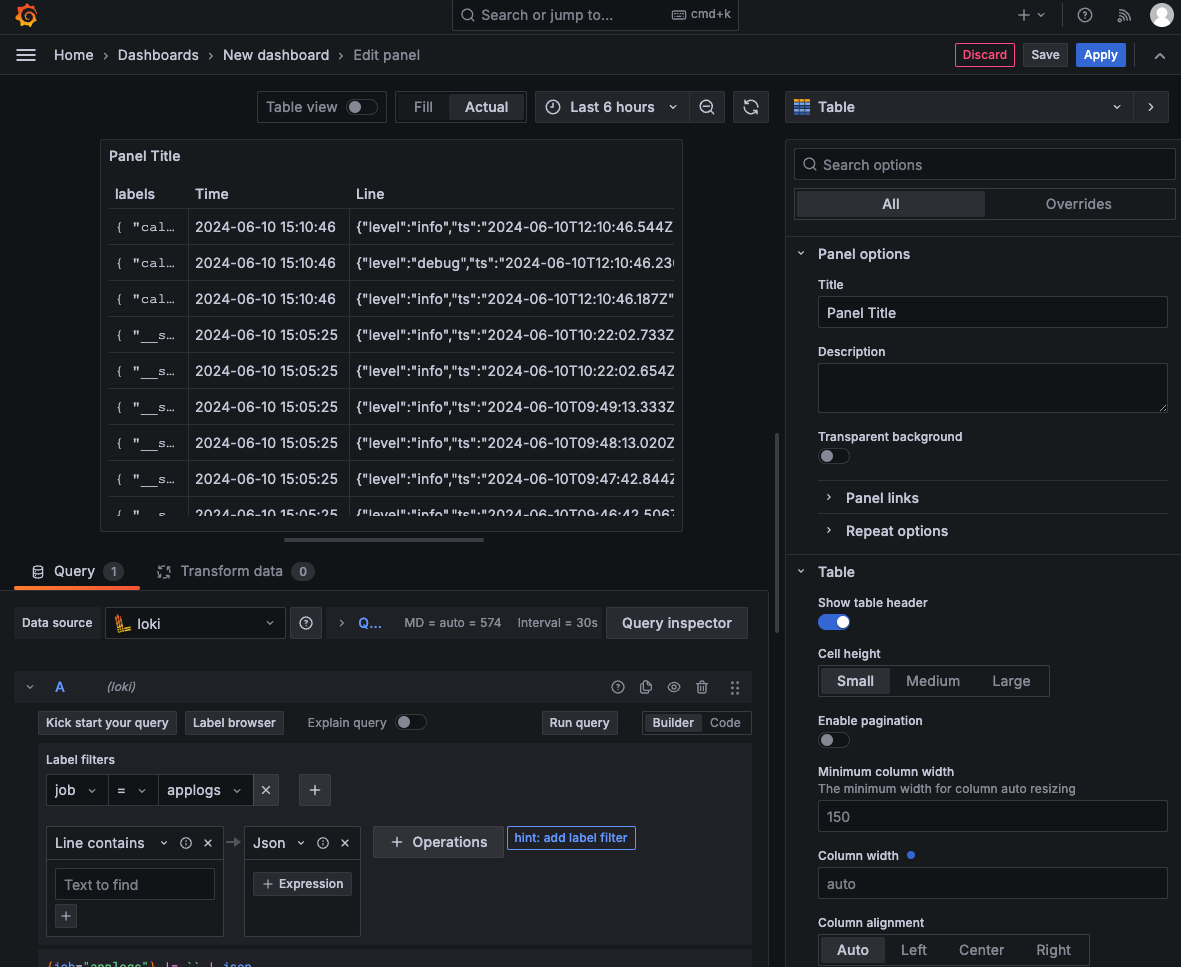 Search or jump to... cmd+k
Home › Dashboards › New dashboard › Edit panel Discard Save Apply
Table view Fill Actual Last 6 hours Table
Panel Title
labels Time Line
{ "cal… 2024-06-10 15:10:46 {"level":"info","ts":"2024-06-10T12:10:46.544Z
{ "cal… 2024-06-10 15:10:46 {"level":"debug","ts":"2024-06-10T12:10:46.23
{ "cal… 2024-06-10 15:10:46 {"level":"info","ts":"2024-06-10T12:10:46.187Z"
{ "__s… 2024-06-10 15:05:25 {"level":"info","ts":"2024-06-10T10:22:02.733Z
{ "__s… 2024-06-10 15:05:25 {"level":"info","ts":"2024-06-10T10:22:02.654Z
{ "__s… 2024-06-10 15:05:25 {"level":"info","ts":"2024-06-10T09:49:13.333Z
{ "__s… 2024-06-10 15:05:25 {"level":"info","ts":"2024-06-10T09:48:13.020Z
{ "__s… 2024-06-10 15:05:25 {"level":"info","ts":"2024-06-10T09:47:42.844Z
{ "__s… 2024-06-10 15:05:25 {"level":"info","ts":"2024-06-10T09:46:42.506Z
Query 1 Transform data 0
Data source loki Q... MD = auto = 574 Interval = 30s Query inspector
A (loki)
Kick start your query Label browser Explain query Run query Builder Code
Label filters
job = applogs
Line contains Json Operations hint: add label filter
Text to find
Expression
{job="applogs"} |= `` | json
Search options
All Overrides
Panel options
Title
Panel Title
Description
Transparent background
Panel links
Repeat options
Table
Show table header
Cell height
Small Medium Large
Enable pagination
Minimum column width
The minimum width for column auto resizing
150
Column width
auto
Column alignment
Auto Left Center Right